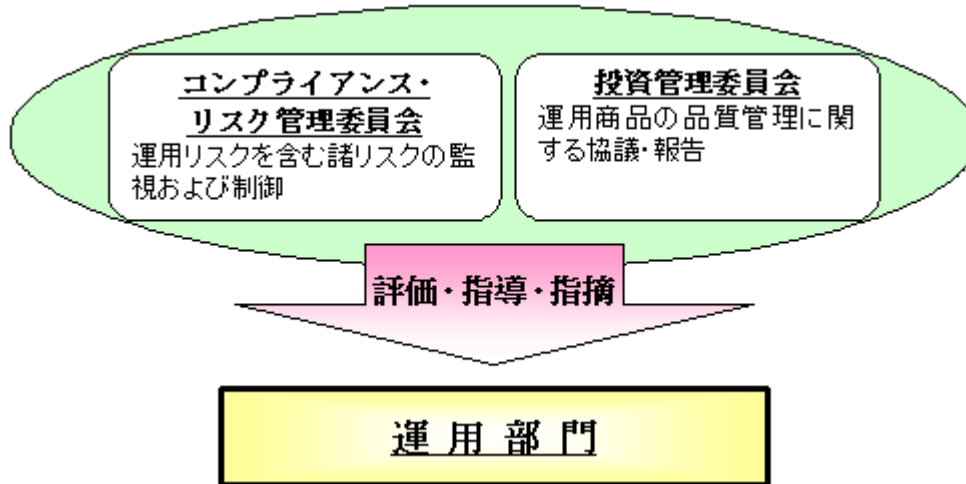 コンプライアンス・
リスク管理委員会
運用リスクを含む諸リスクの監
視および制御
投資管理委員会
運用商品の品質管理に関
する協議・報告
評価・指導・指摘
運用部門